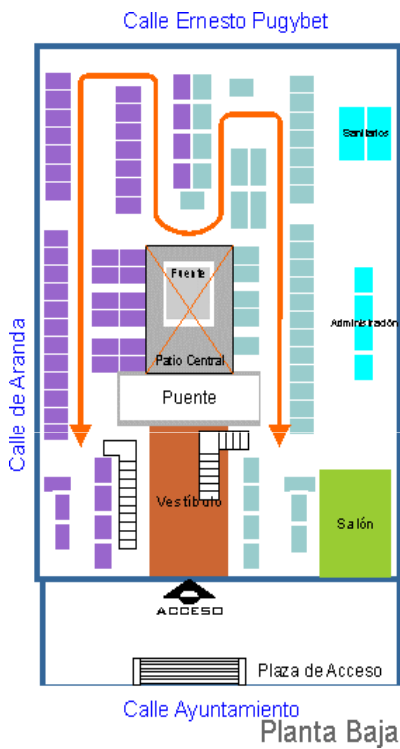 Calle Ernesto Pugybet
Sanitarios
Fuente
Administración
Patio Central
Puente
Calle de Aranda
Vestíbulo
Salón
ACCESO
Plaza de Acceso
Calle Ayuntamiento
Planta Baja